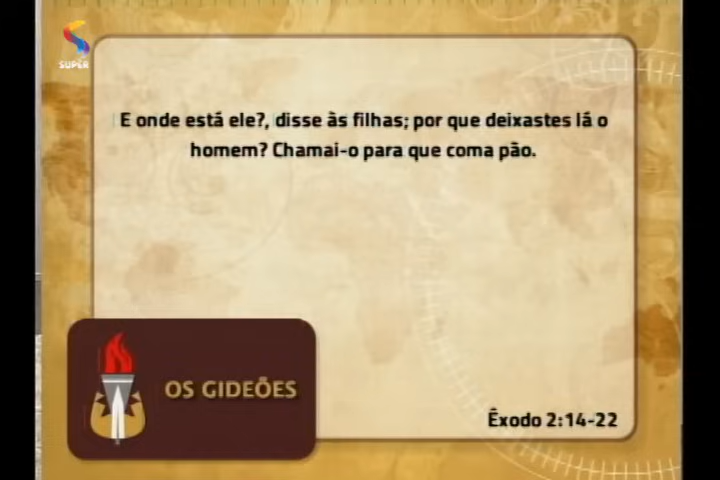 SUPER
E onde está ele?, disse às filhas; por que deixastes lá o
homem? Chamai-o para que coma pão.
OS GIDEÕES
Êxodo 2:14-22